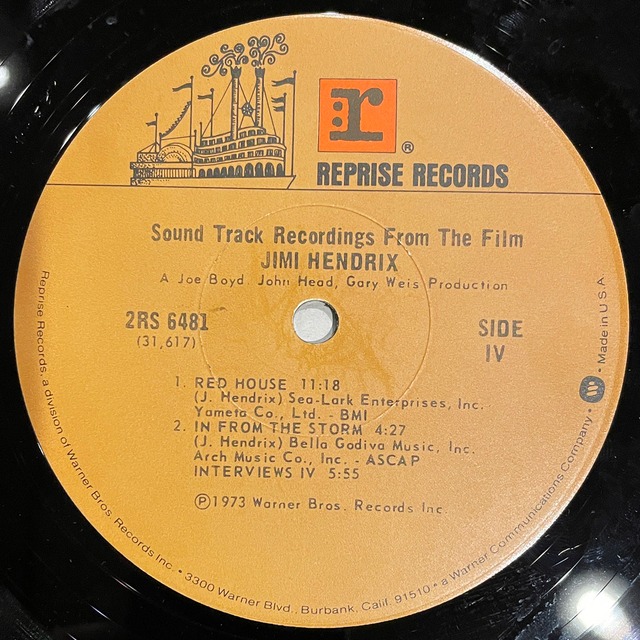 r ®
REPRISE RECORDS
Sound Track Recordings From The Film
JIMI HENDRIX
A Joe Boyd, John Head, Gary Weis Production
2RS 6481
(31,617)
SIDE
IV
1. RED HOUSE 11:18
(J. Hendrix) Sea-Lark Enterprises, Inc.
Yameta Co., Ltd. - BMI
2. IN FROM THE STORM 4:27
(J. Hendrix) Bella Godiva Music, Inc.
Arch Music Co., Inc. - ASCAP
INTERVIEWS IV 5:55
℗1973 Warner Bros. Records Inc.
Reprise Records, a division of Warner Bros. Records Inc. • 3300 Warner Blvd., Burbank, Calif. 91510 • a Warner Communications Company • W • Made in U.S.A.